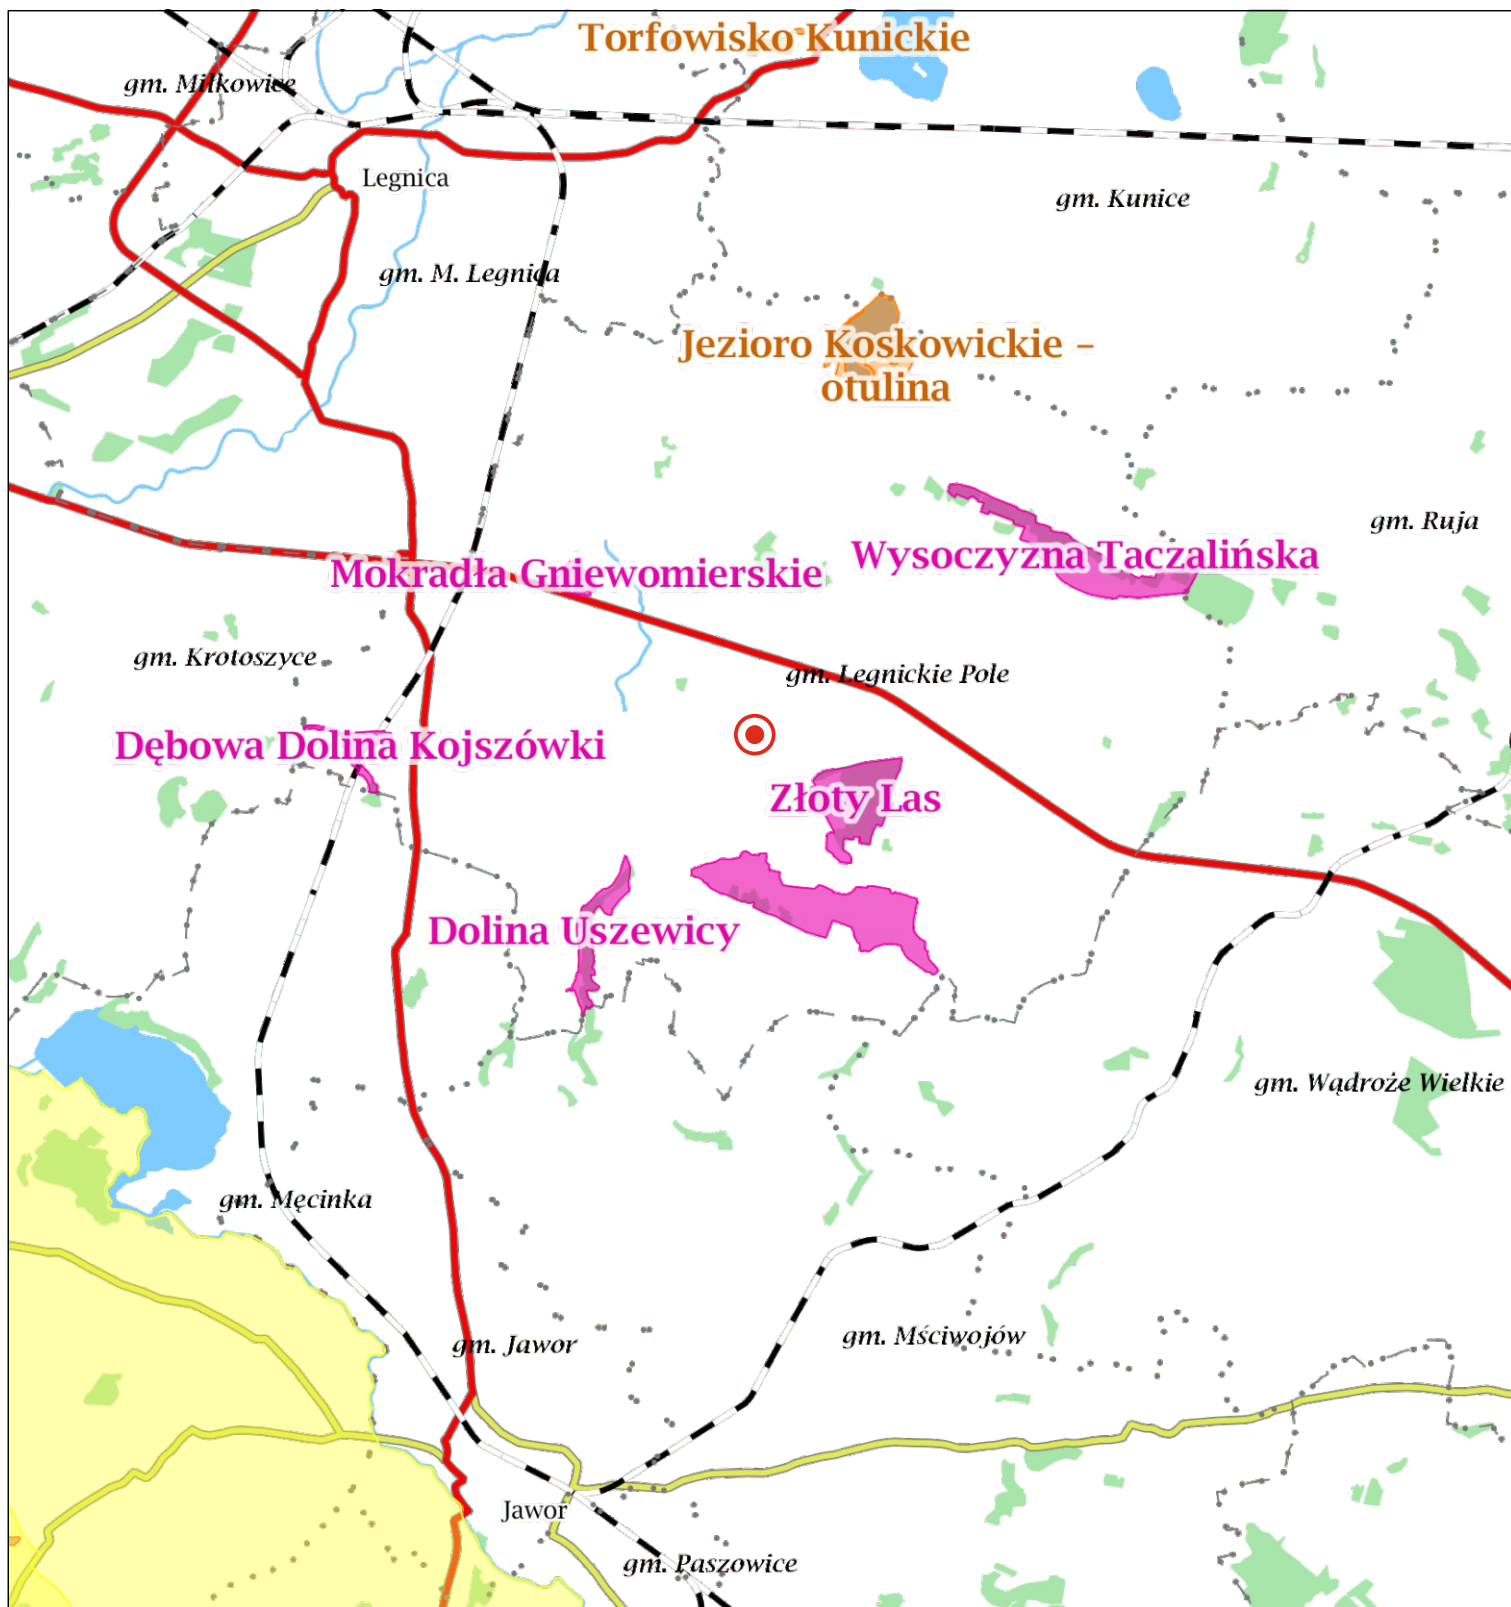 Torfowisko Kunickie
gm. Miłkowice
Legnica
gm. Kunice
gm. M. Legnica
Jezioro Koskowickie –
otulina
gm. Ruja
Wysoczyzna Taczalińska
Mokradła Gniewomierskie
gm. Krotoszyce
gm. Legnickie Pole
Dębowa Dolina Kojszówki
Złoty Las
Dolina Uszewicy
gm. Wądroże Wielkie
gm. Męcinka
gm. Jawor
gm. Mściwojów
Jawor
gm. Paszowice